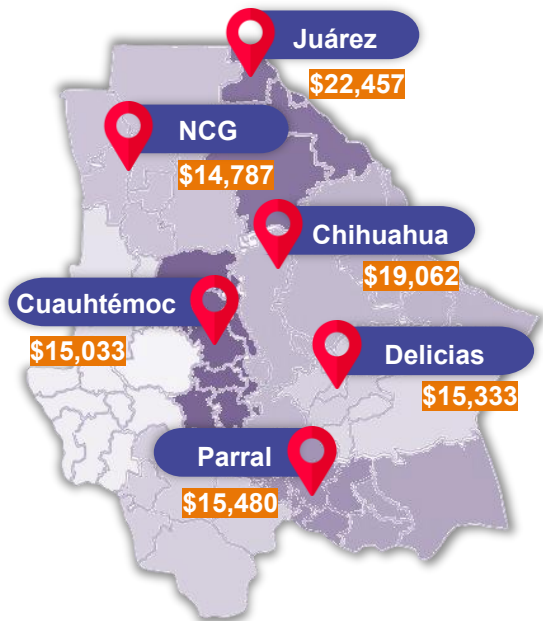 Juárez
$22,457
NCG
$14,787
Chihuahua
$19,062
Cuauhtémoc
$15,033
Delicias
$15,333
Parral
$15,480